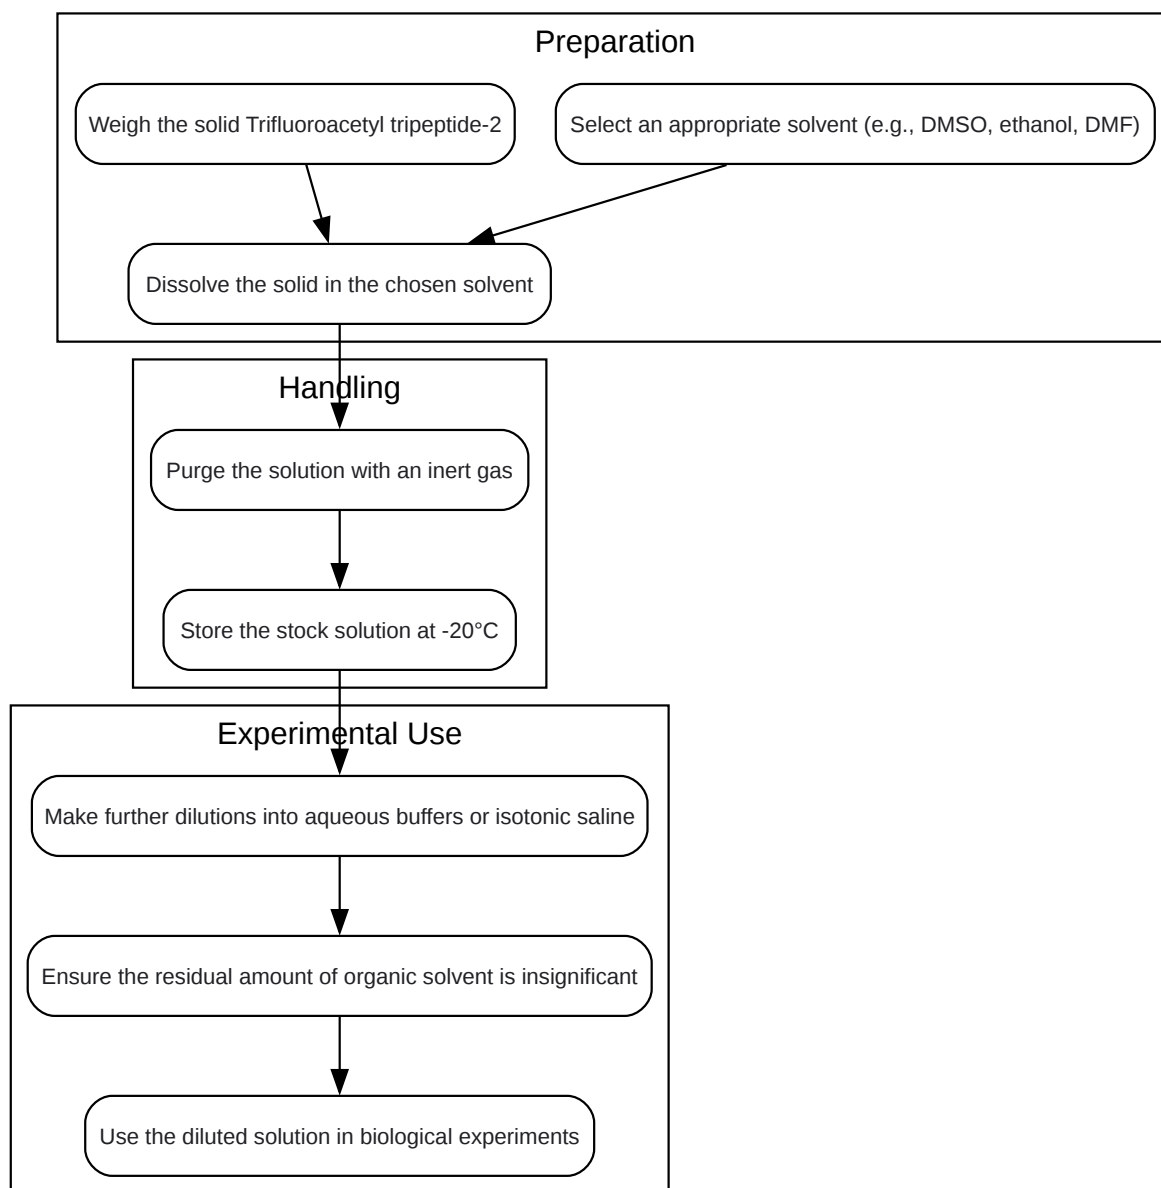 Preparation
Weigh the solid Trifluoroacetyl tripeptide-2
Select an appropriate solvent (e.g., DMSO, ethanol, DMF)
Dissolve the solid in the chosen solvent
Handling
Purge the solution with an inert gas
Store the stock solution at -20°C
Experimental Use
Make further dilutions into aqueous buffers or isotonic saline
Ensure the residual amount of organic solvent is insignificant
Use the diluted solution in biological experiments